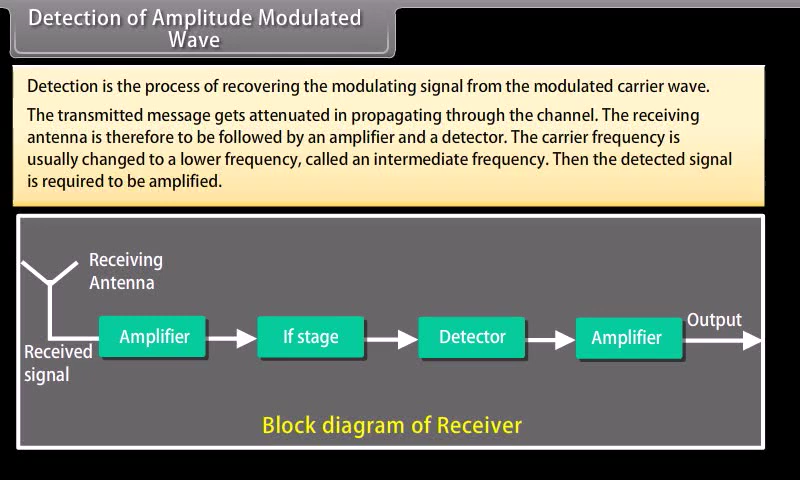 Detection of Amplitude Modulated
Wave
Detection is the process of recovering the modulating signal from the modulated carrier wave.
The transmitted message gets attenuated in propagating through the channel. The receiving
antenna is therefore to be followed by an amplifier and a detector. The carrier frequency is
usually changed to a lower frequency, called an intermediate frequency. Then the detected signal
is required to be amplified.
Receiving
Antenna
Received
signal
Amplifier
If stage
Detector
Amplifier
Output
Block diagram of Receiver